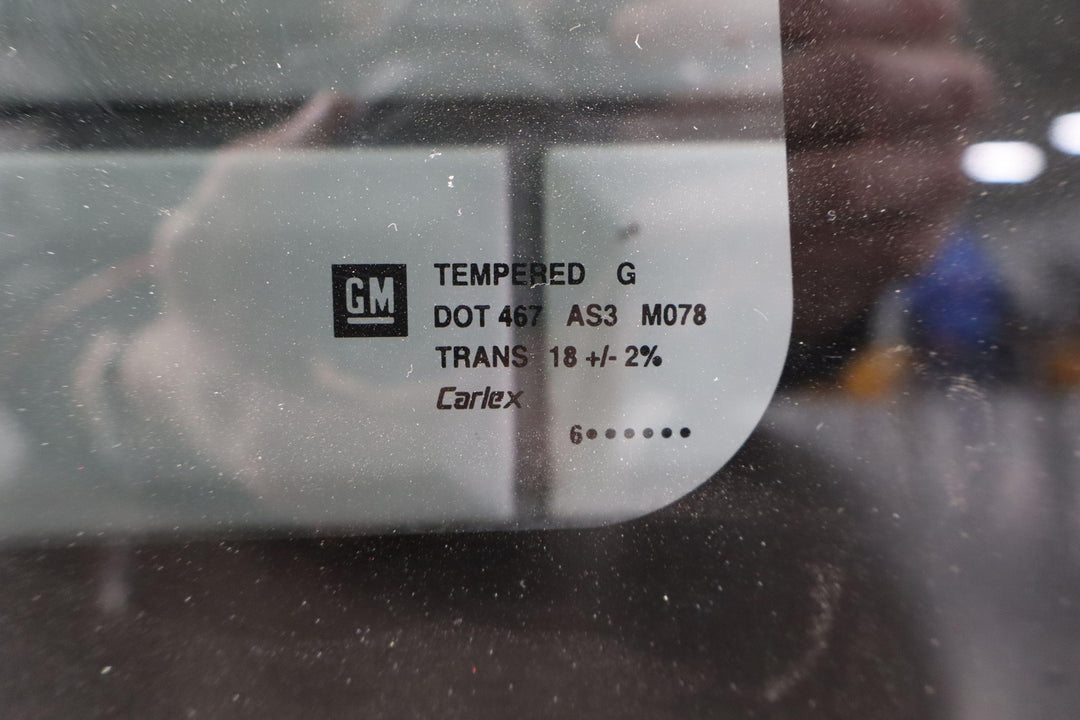 GM
TEMPERED G
DOT 467 AS3 M078
TRANS 18 +/- 2%
Carlex
6●●●●●●